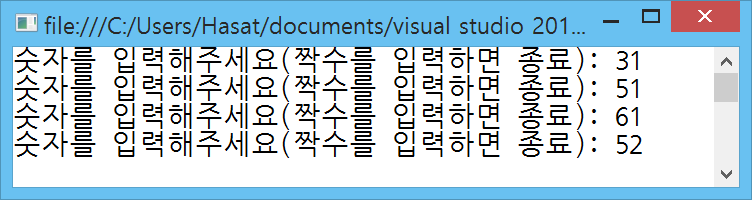 file:///C:/Users/Hasat/documents/visual studio 201...
숫자를 입력해주세요(짝수를 입력하면 종료): 31
숫자를 입력해주세요(짝수를 입력하면 종료): 51
숫자를 입력해주세요(짝수를 입력하면 종료): 61
숫자를 입력해주세요(짝수를 입력하면 종료): 52